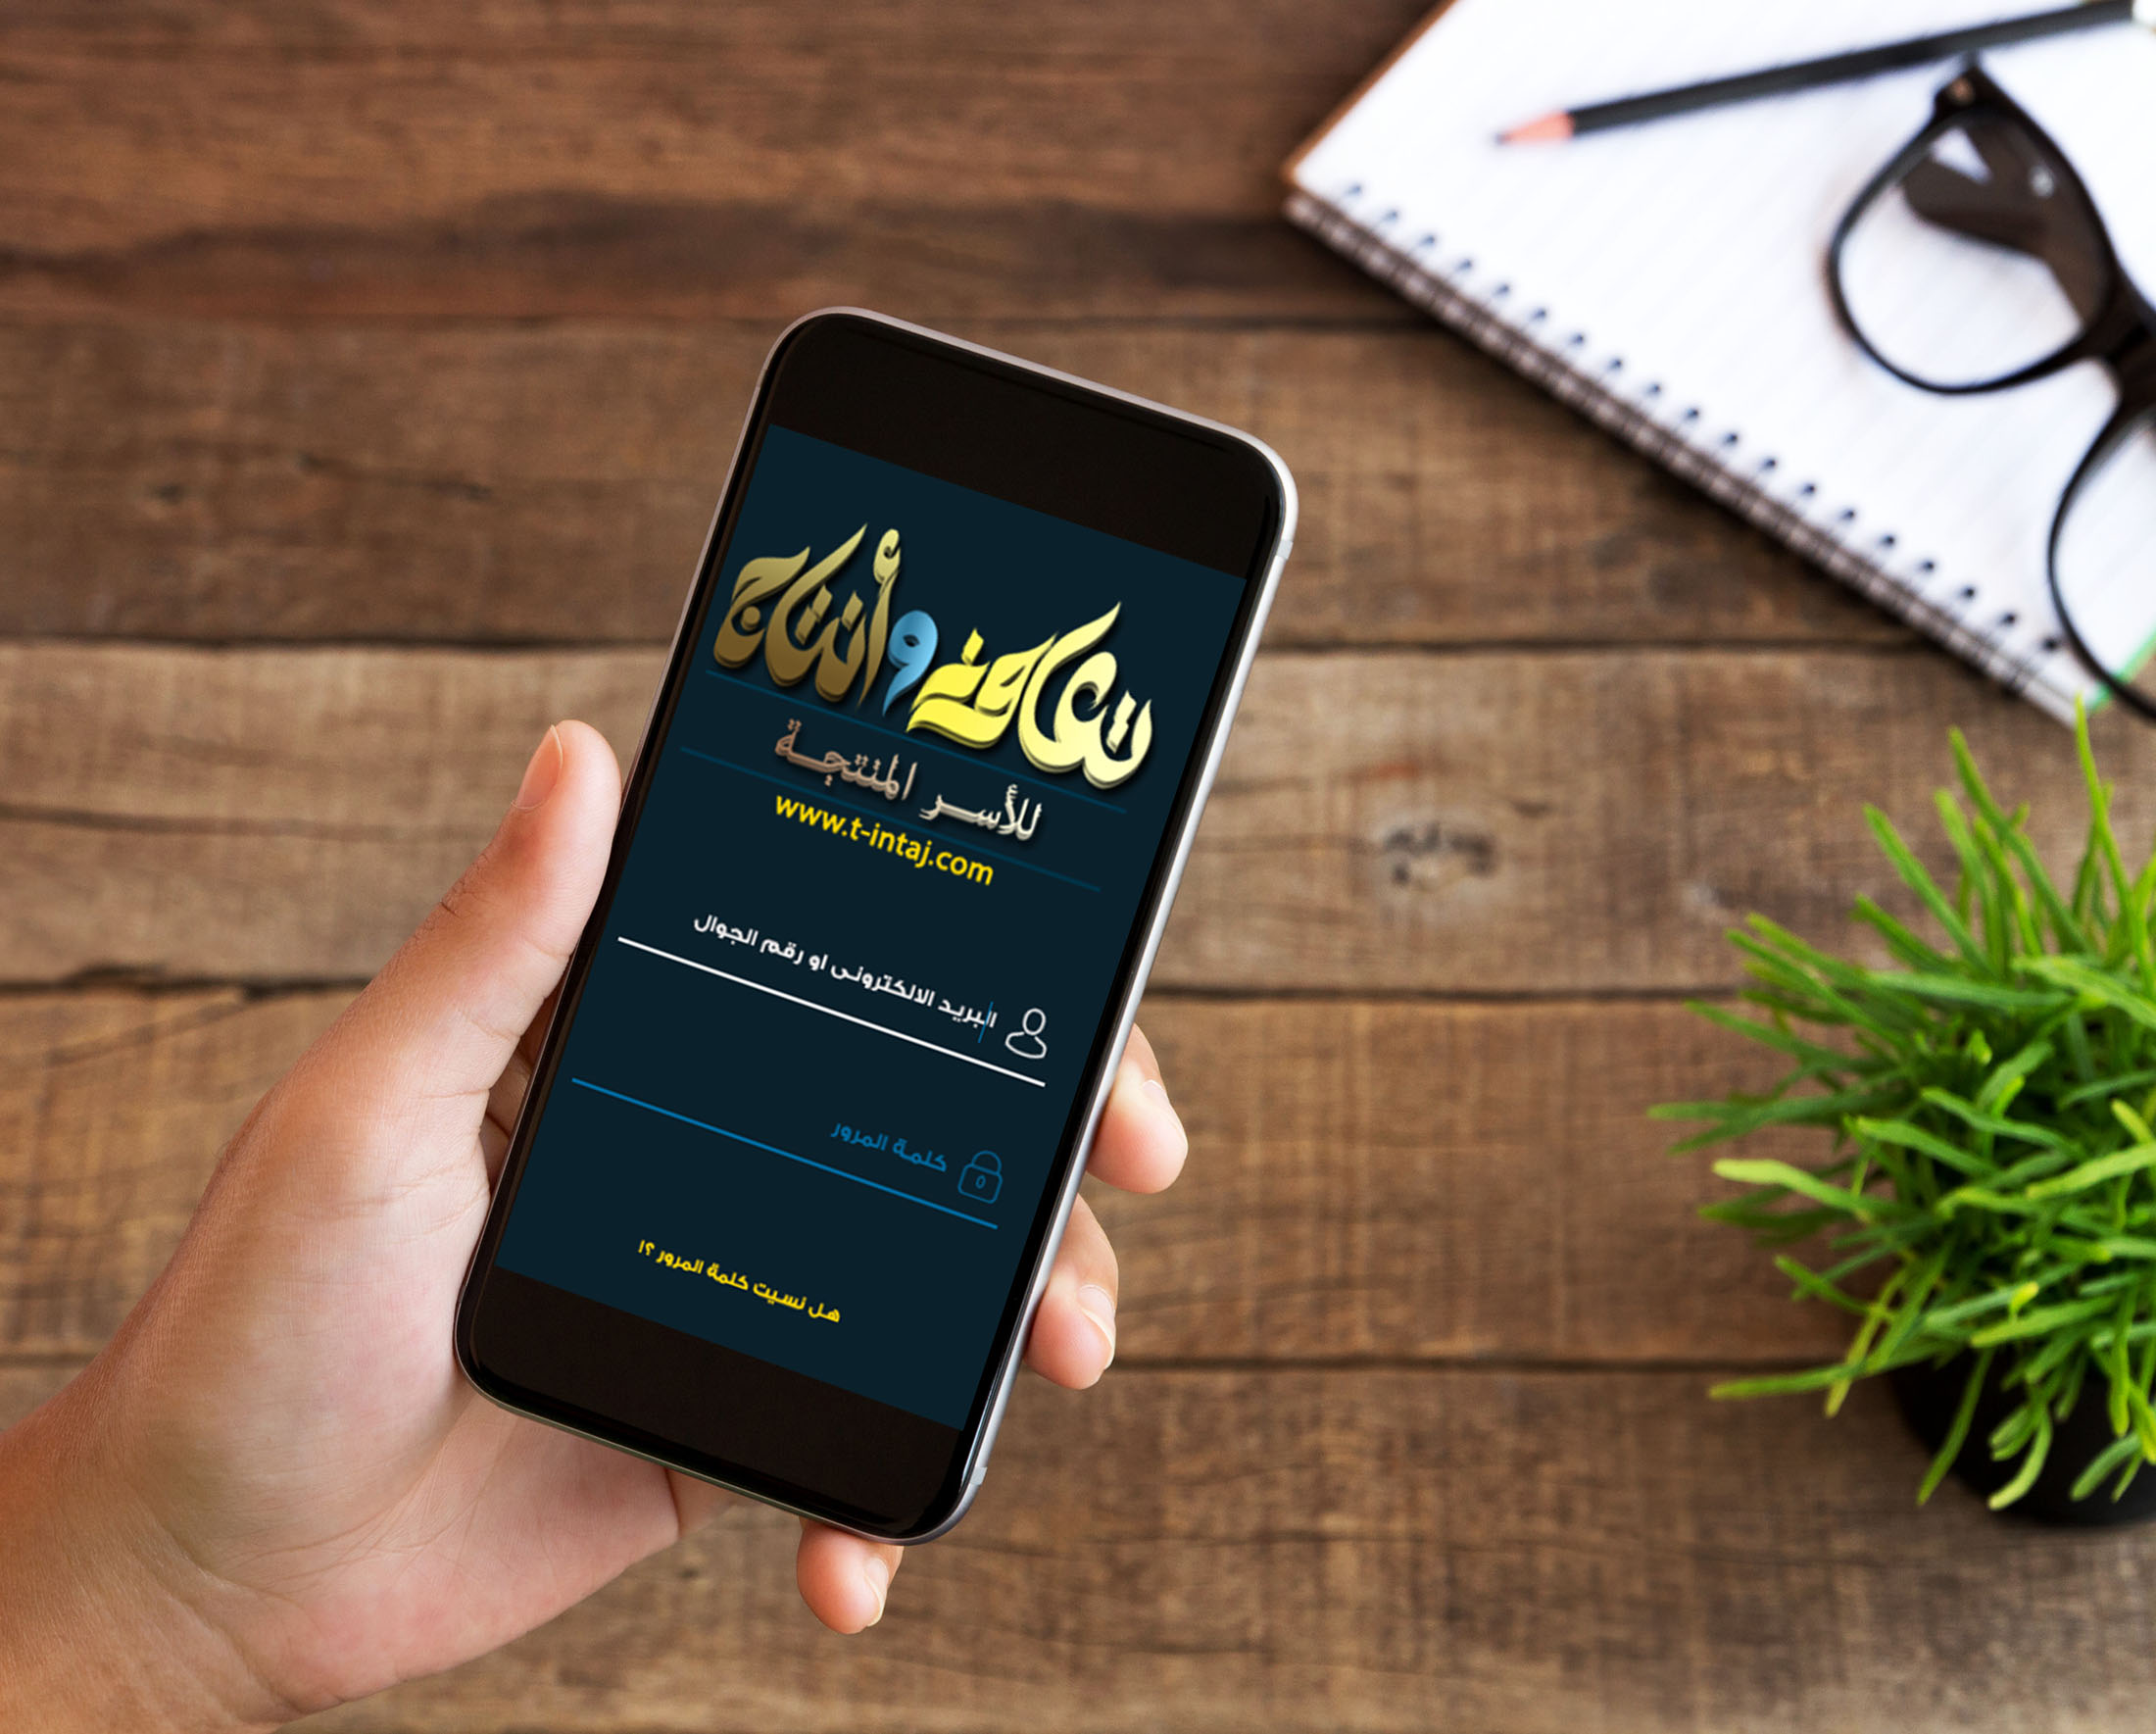 تعاون وأنتاج
للأسر المنتجة
www.t-intaj.com
البريد الالكترونى او رقم الجوال
كلمة المرور
هل نسيت كلمة المرور ؟!